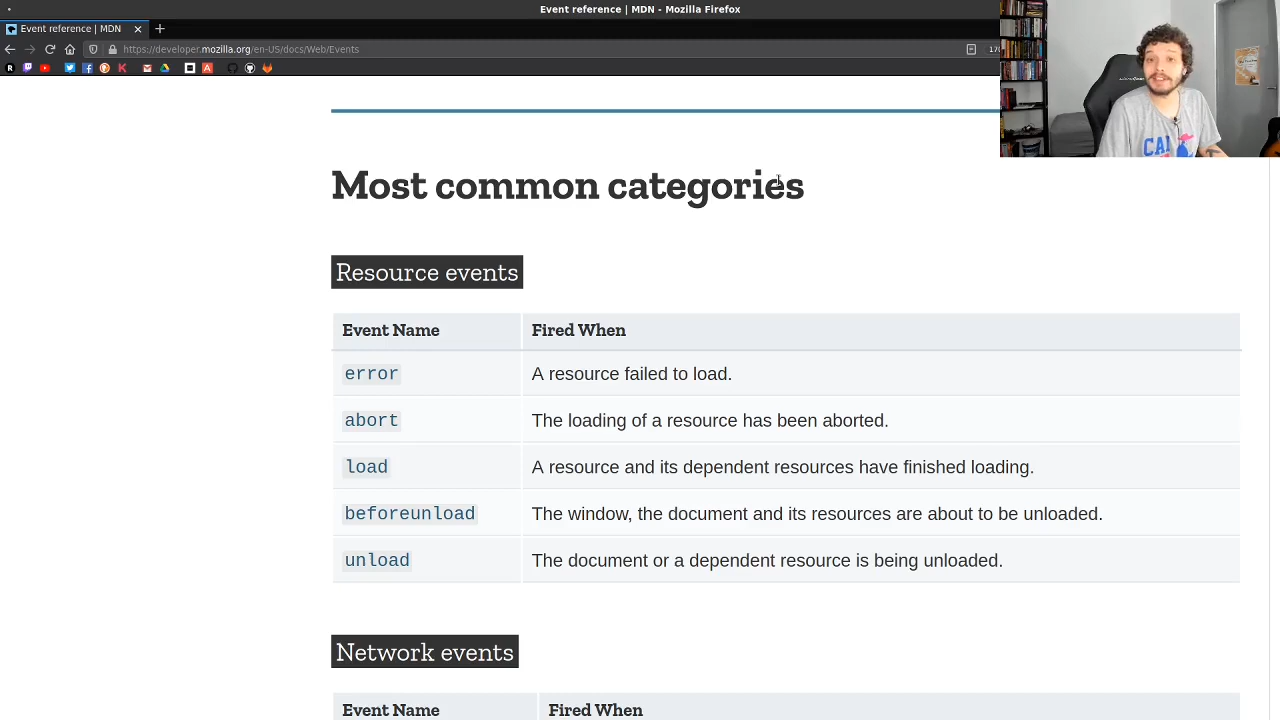 Event reference | MDN - Mozilla Firefox
Event reference | MDN
https://developer.mozilla.org/en-US/docs/Web/Events
Most common categories
Resource events
Event Name Fired When
error A resource failed to load.
abort The loading of a resource has been aborted.
load A resource and its dependent resources have finished loading.
beforeunload The window, the document and its resources are about to be unloaded.
unload The document or a dependent resource is being unloaded.
Network events
Event Name Fired When